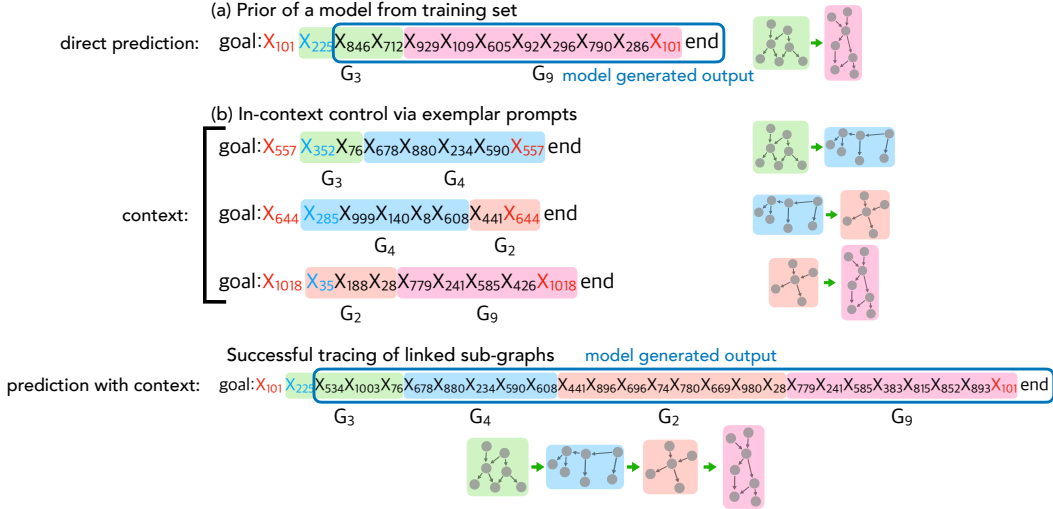 (a) Prior of a model from training set
direct prediction: goal:X101 X225X846X712X929X109X605X92X296X790X286X101 end
G3 G9 model generated output
(b) In-context control via exemplar prompts
goal:X557 X352X76X678X880X234X590X557 end
G3 G4
context: goal:X644 X285X999X140X8X608X441X644 end
G4 G2
goal:X1018 X35X188X28X779X241X585X426X1018 end
G2 G9
Successful tracing of linked sub-graphs model generated output
prediction with context: goal:X101 X225X534X1003X76X678X880X234X590X608X441X896X696X74X780X669X980X28X779X241X585X383X815X852X893X101 end
G3 G4 G2 G9